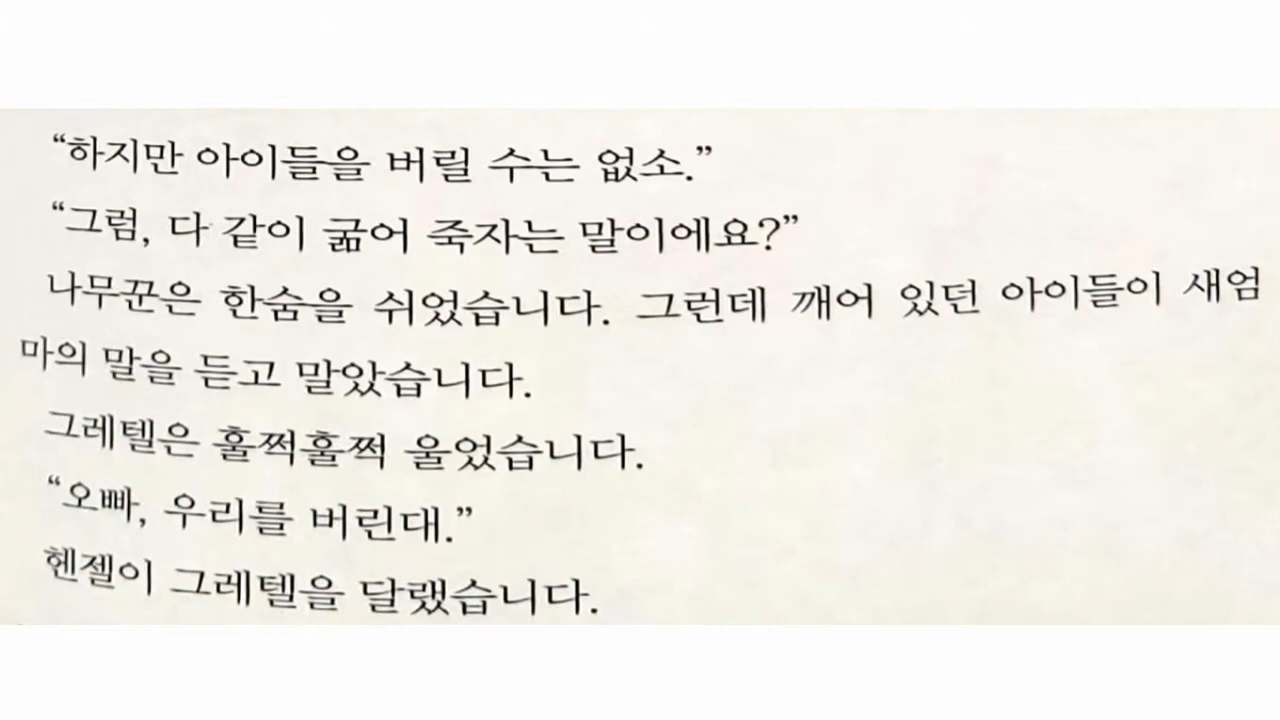 “하지만 아이들을 버릴 수는 없소.”
“그럼, 다 같이 굶어 죽자는 말이에요?”
나무꾼은 한숨을 쉬었습니다. 그런데 깨어 있던 아이들이 새엄
마의 말을 듣고 말았습니다.
그레텔은 훌쩍훌쩍 울었습니다.
“오빠, 우리를 버린대.”
헨젤이 그레텔을 달랬습니다.